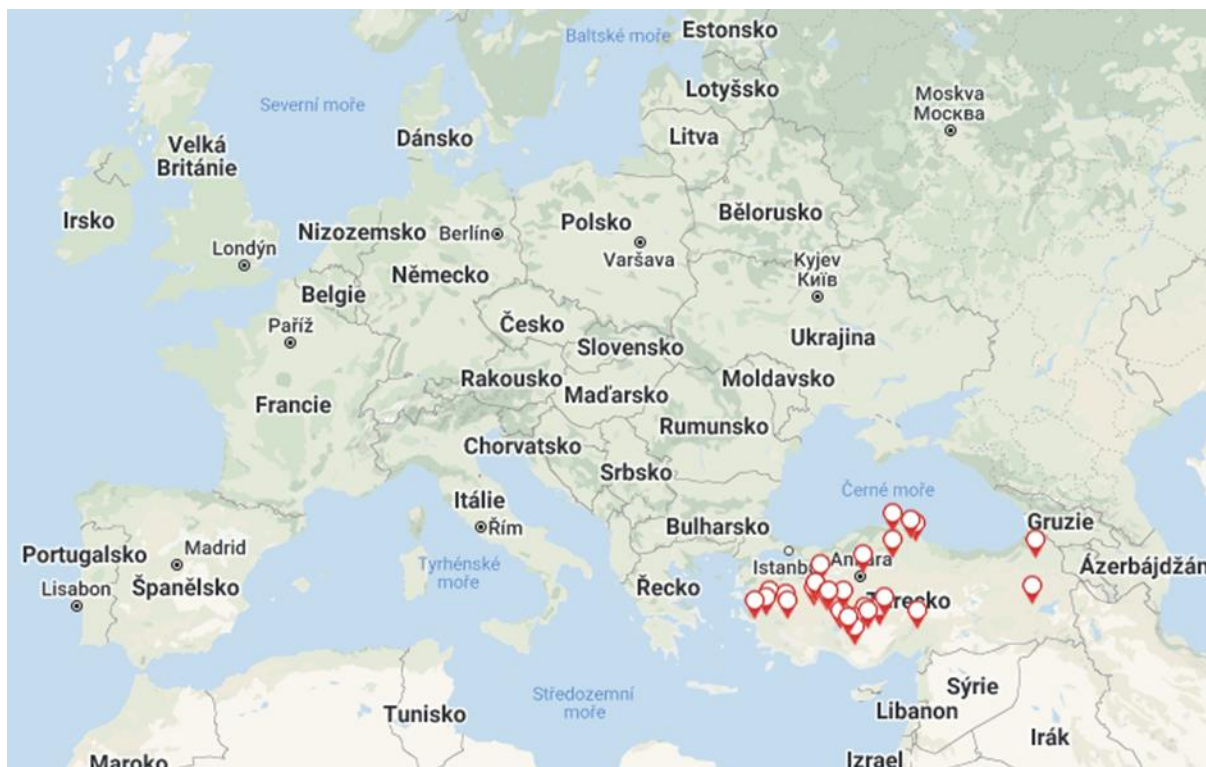 Baltské moře
Estonsko
Severní moře
Lotyšsko
Moskva
Москва
Dánsko
Litva
Velká
Británie
Irsko
Bělorusko
Polsko
Nizozemsko
Berlín
Londýn
Varšava
Kyjev
Київ
Německo
Belgie
Paříž
Česko
Ukrajina
Slovensko
Rakousko
Moldavsko
Maďarsko
Francie
Rumunsko
Chorvatsko
Srbsko
Černé moře
Itálie
Řím
Bulharsko
Gruzie
Portugalsko
Madrid
Tyrhénské
moře
Istanb
Ázerbájdžán
Španělsko
Řecko
Lisabon
Sýrie
Středozemní
moře
Libanon
Tunisko
Irák
Maroko
Izrael